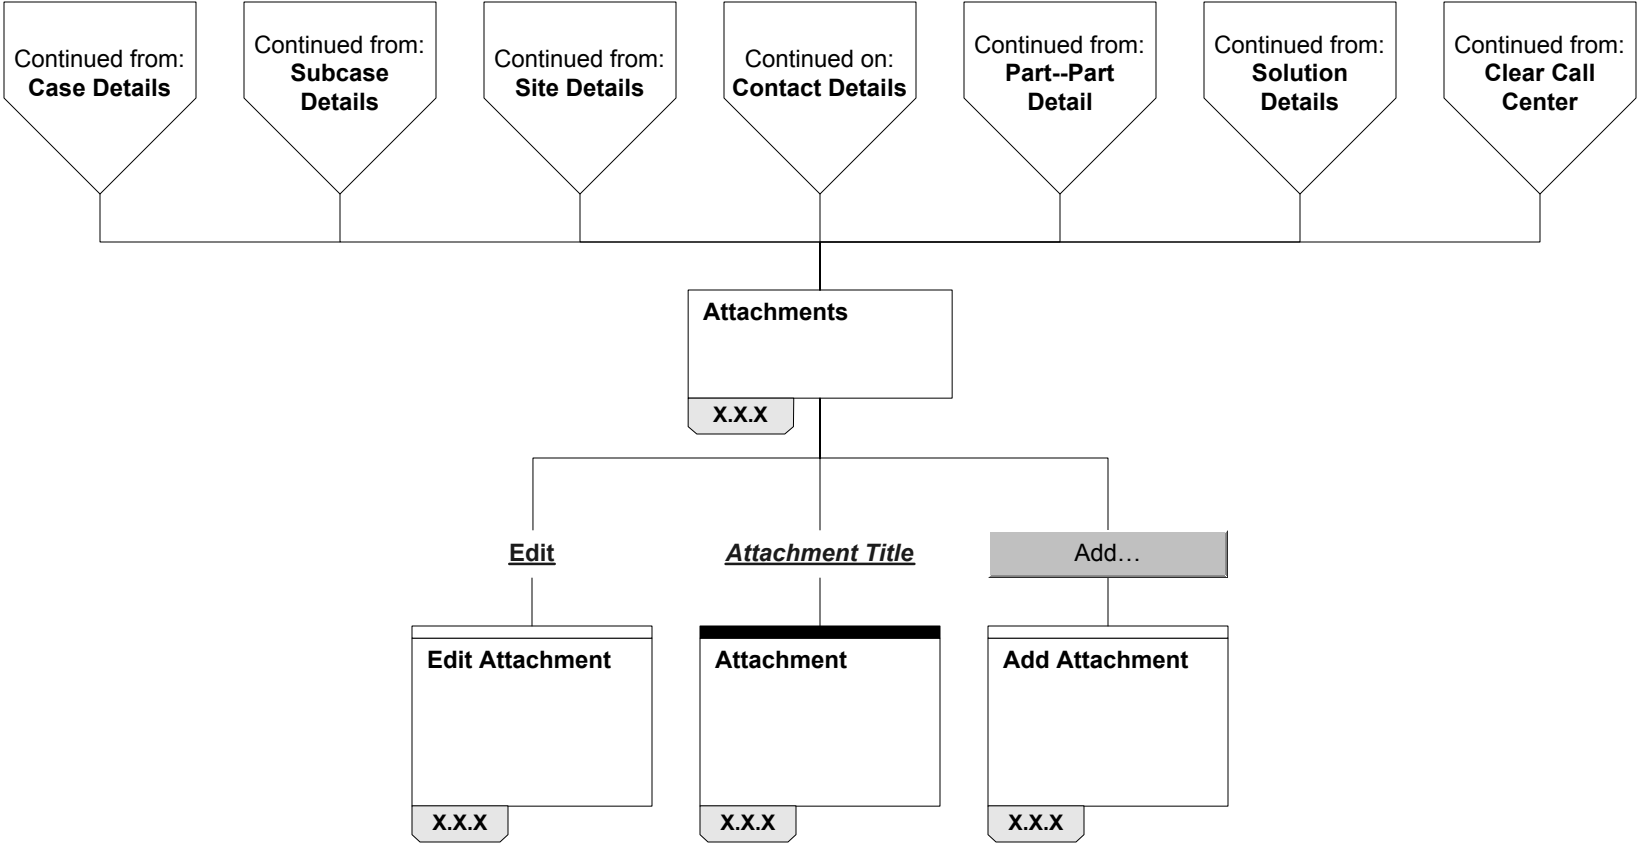 Continued from:
Case Details
Continued from:
Subcase
Details
Continued from:
Site Details
Continued on:
Contact Details
Continued from:
Part--Part
Detail
Continued from:
Solution
Details
Continued from:
Clear Call
Center
Attachments
X.X.X
Edit
Attachment Title
Add…
Edit Attachment
Attachment
Add Attachment
X.X.X
X.X.X
X.X.X